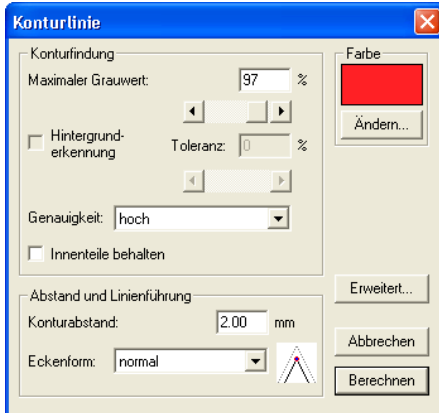 Konturlinie
Konturfindung
Maximaler Grauwert: 97 %
Hintergrund-
erkennung
Toleranz: 0 %
Genauigkeit: hoch
Innenteile behalten
Farbe
Ändern...
Abstand und Linienführung
Konturabstand: 2.00 mm
Eckenform: normal
Erweitert...
Abbrechen
Berechnen